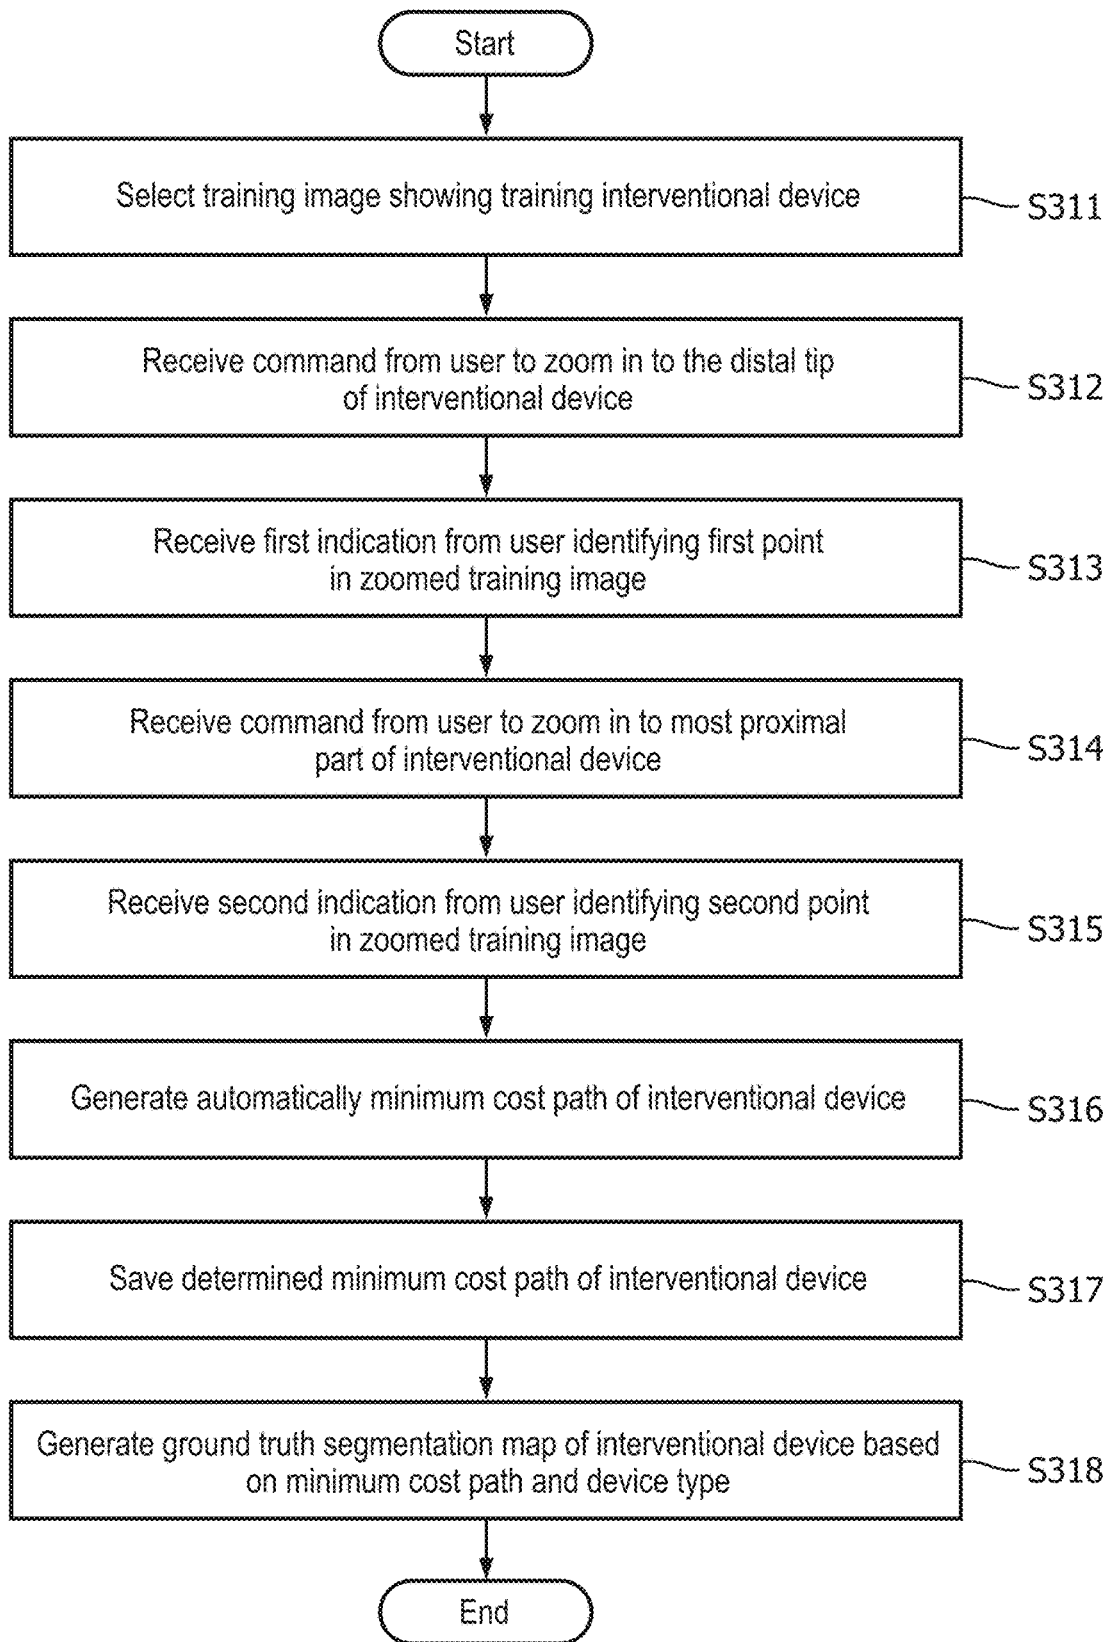 Start
Select training image showing training interventional device
S311
Receive command from user to zoom in to the distal tip
of interventional device
S312
Receive first indication from user identifying first point
in zoomed training image
S313
Receive command from user to zoom in to most proximal
part of interventional device
S314
Receive second indication from user identifying second point
in zoomed training image
S315
Generate automatically minimum cost path of interventional device
S316
Save determined minimum cost path of interventional device
S317
Generate ground truth segmentation map of interventional device based
on minimum cost path and device type
S318
End